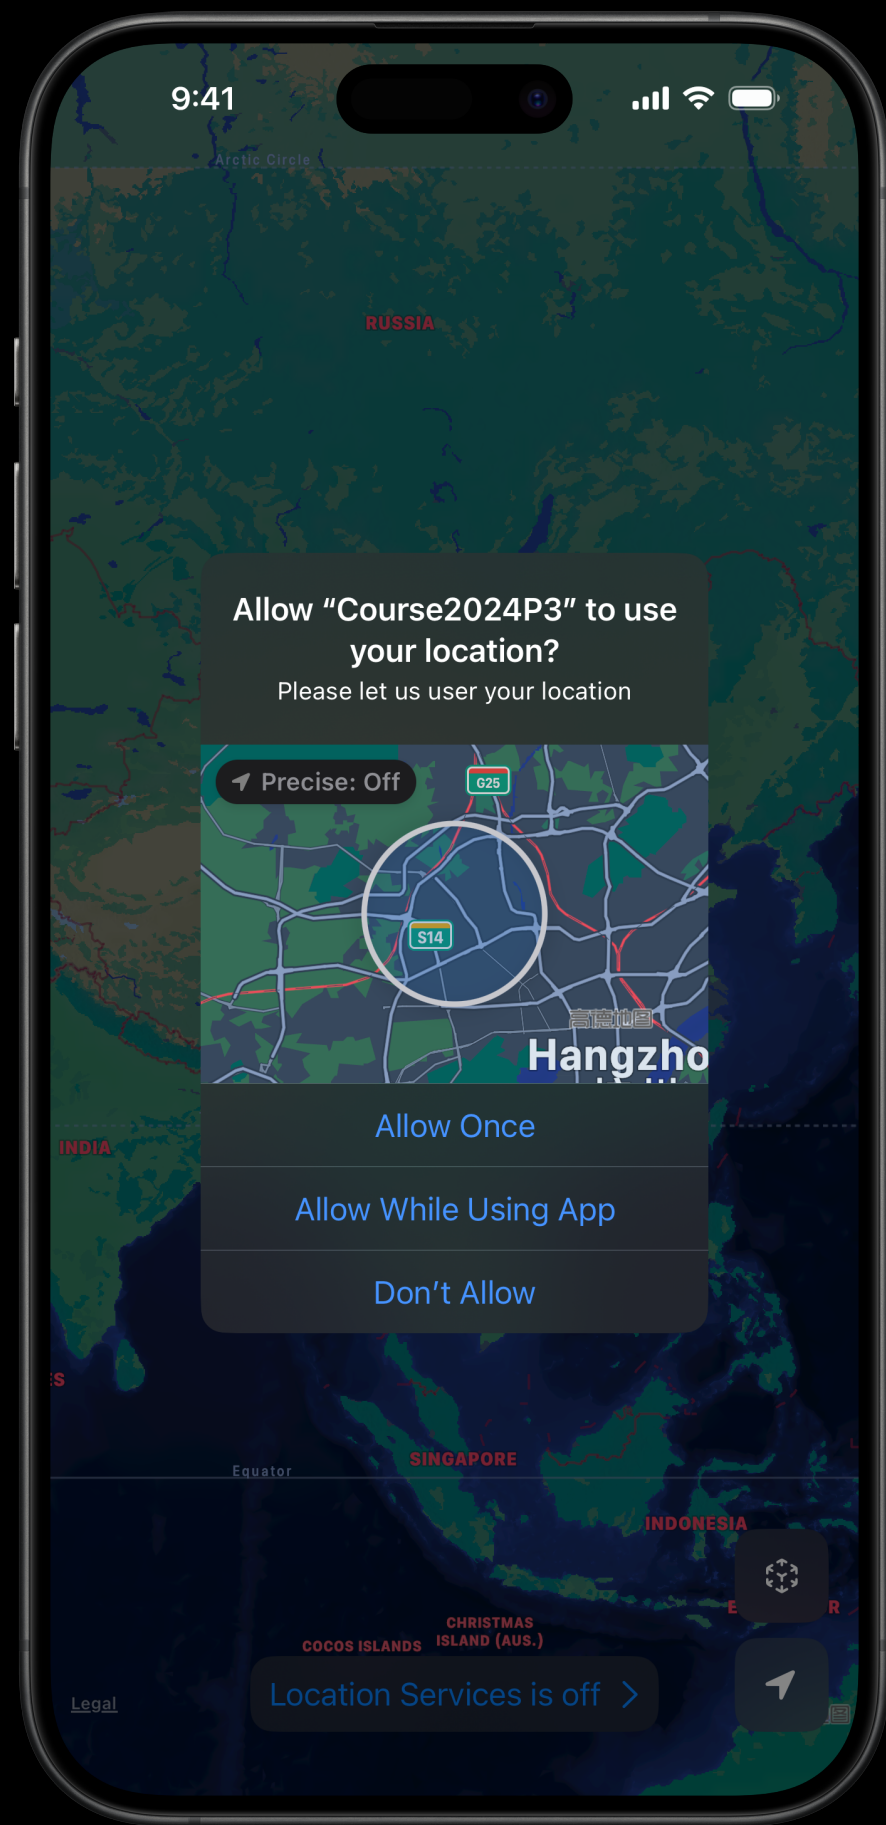 9:41
Arctic Circle
RUSSIA
Allow “Course2024P3” to use
your location?
Please let us user your location
Precise: Off
G25
S14
高德地图
Hangzho
INDIA
ES
SINGAPORE
Equator
INDONESIA
E R
CHRISTMAS
ISLAND (AUS.)
COCOS ISLANDS
Allow Once
Allow While Using App
Don’t Allow
Location Services is off
Legal
图